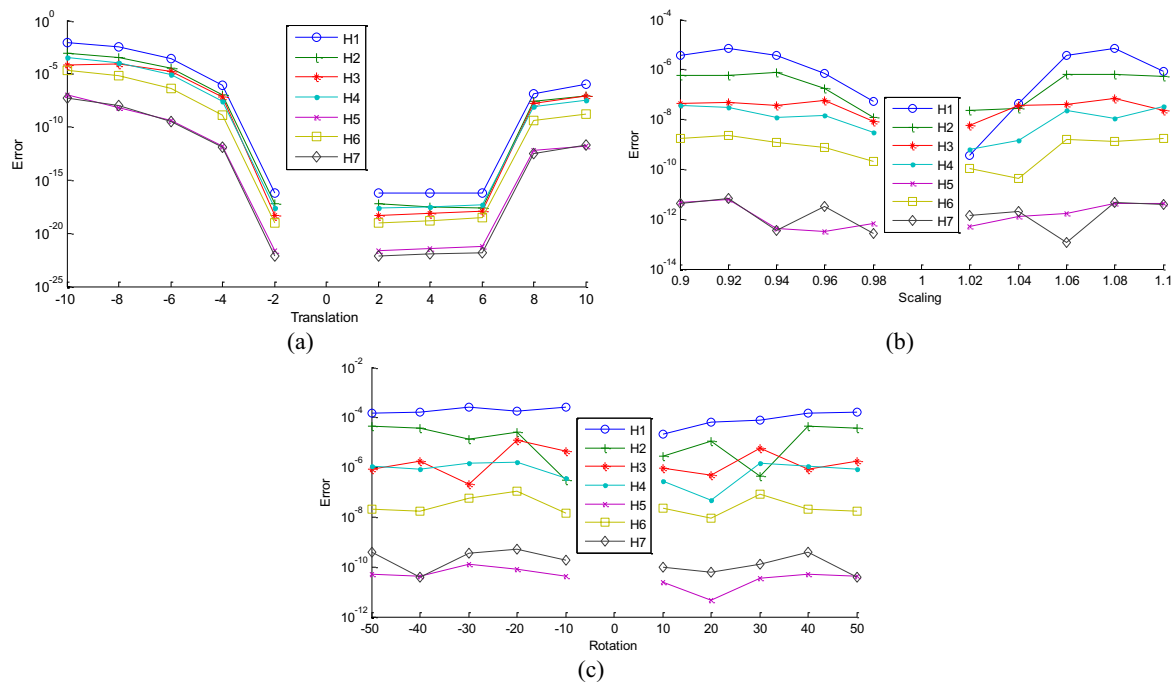 10^0
10^-5
10^-10
10^-15
10^-20
10^-25
Error
-10 -8 -6 -4 -2 0 2 4 6 8 10
Translation
H1
H2
H3
H4
H5
H6
H7
(a)
10^-4
10^-6
10^-8
10^-10
10^-12
10^-14
Error
0.9 0.92 0.94 0.96 0.98 1 1.02 1.04 1.06 1.08 1.1
Scaling
H1
H2
H3
H4
H5
H6
H7
(b)
10^-2
10^-4
10^-6
10^-8
10^-10
10^-12
Error
-50 -40 -30 -20 -10 0 10 20 30 40 50
Rotation
H1
H2
H3
H4
H5
H6
H7
(c)